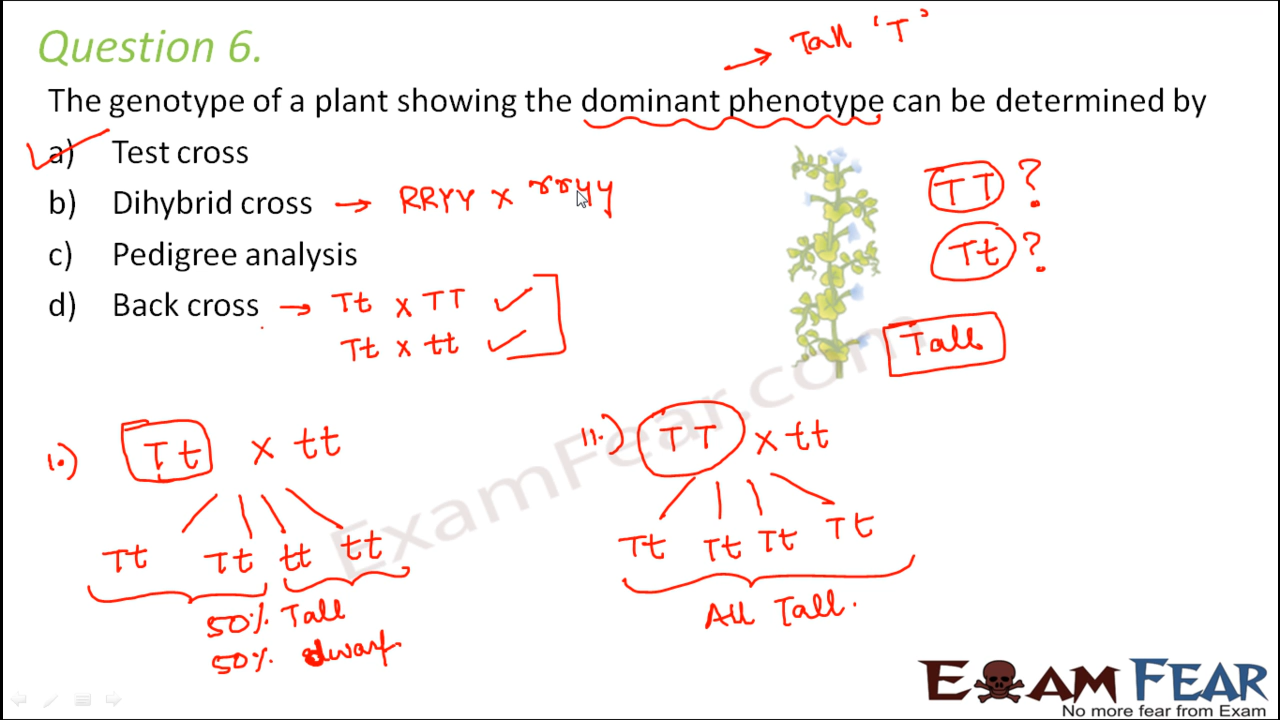 Question 6.
→ Tall 'T'
The genotype of a plant showing the dominant phenotype can be determined by
a) Test cross
b) Dihybrid cross → RRYY x rryy
c) Pedigree analysis
d) Back cross → Tt x TT
Tt x tt
TT ?
Tt ?
Tall
1.) Tt x tt
Tt Tt tt tt
50% Tall
50% dwarf
11.) TT x tt
Tt Tt Tt Tt
All Tall.
ExamFear.com
EXAM FEAR
No more fear from Exam